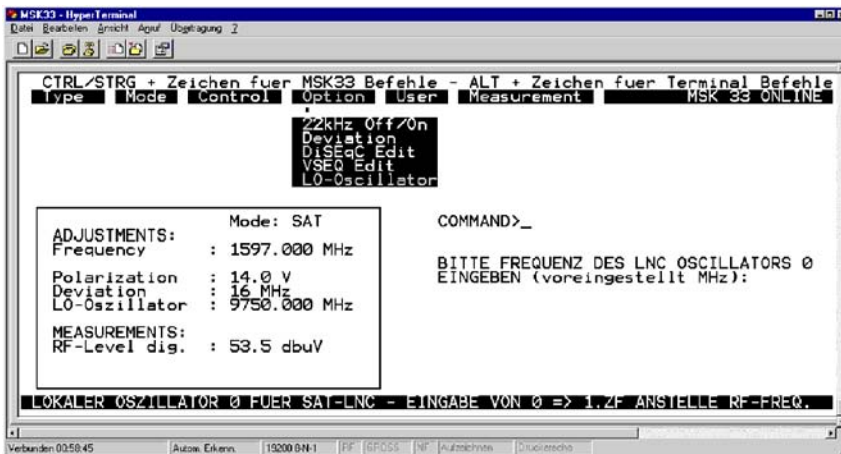 MSK33 - HyperTerminal
Datei Bearbeiten Ansicht Anruf Übertragung ?
CTRL/STRG + Zeichen fuer MSK33 Befehle - ALT + Zeichen fuer Terminal Befehle
Type Mode Control Option User Measurement MSK 33 ONLINE
22kHz Off/On
Deviation
DiSEqC Edit
VSEQ Edit
LO-Oscillator
Mode: SAT
ADJUSTMENTS:
Frequency : 1597.000 MHz
Polarization : 14.0 V
Deviation : 16 MHz
LO-Oszillator : 9750.000 MHz
MEASUREMENTS:
RF-Level dig. : 53.5 dbuV
COMMAND>_
BITTE FREQUENZ DES LNC OSCILLATORS 0
EINGEBEN (voreingestellt MHz):
LOKALER OSZILLATOR 0 FUER SAT-LNC - EINGABE VON 0 => 1.ZF ANSTELLE RF-FREQ.
Verbunden 00:58:45 Autom. Erkenn. 19200 8-N-1 RF GROSS NF Aufzeichnen Druckerecho